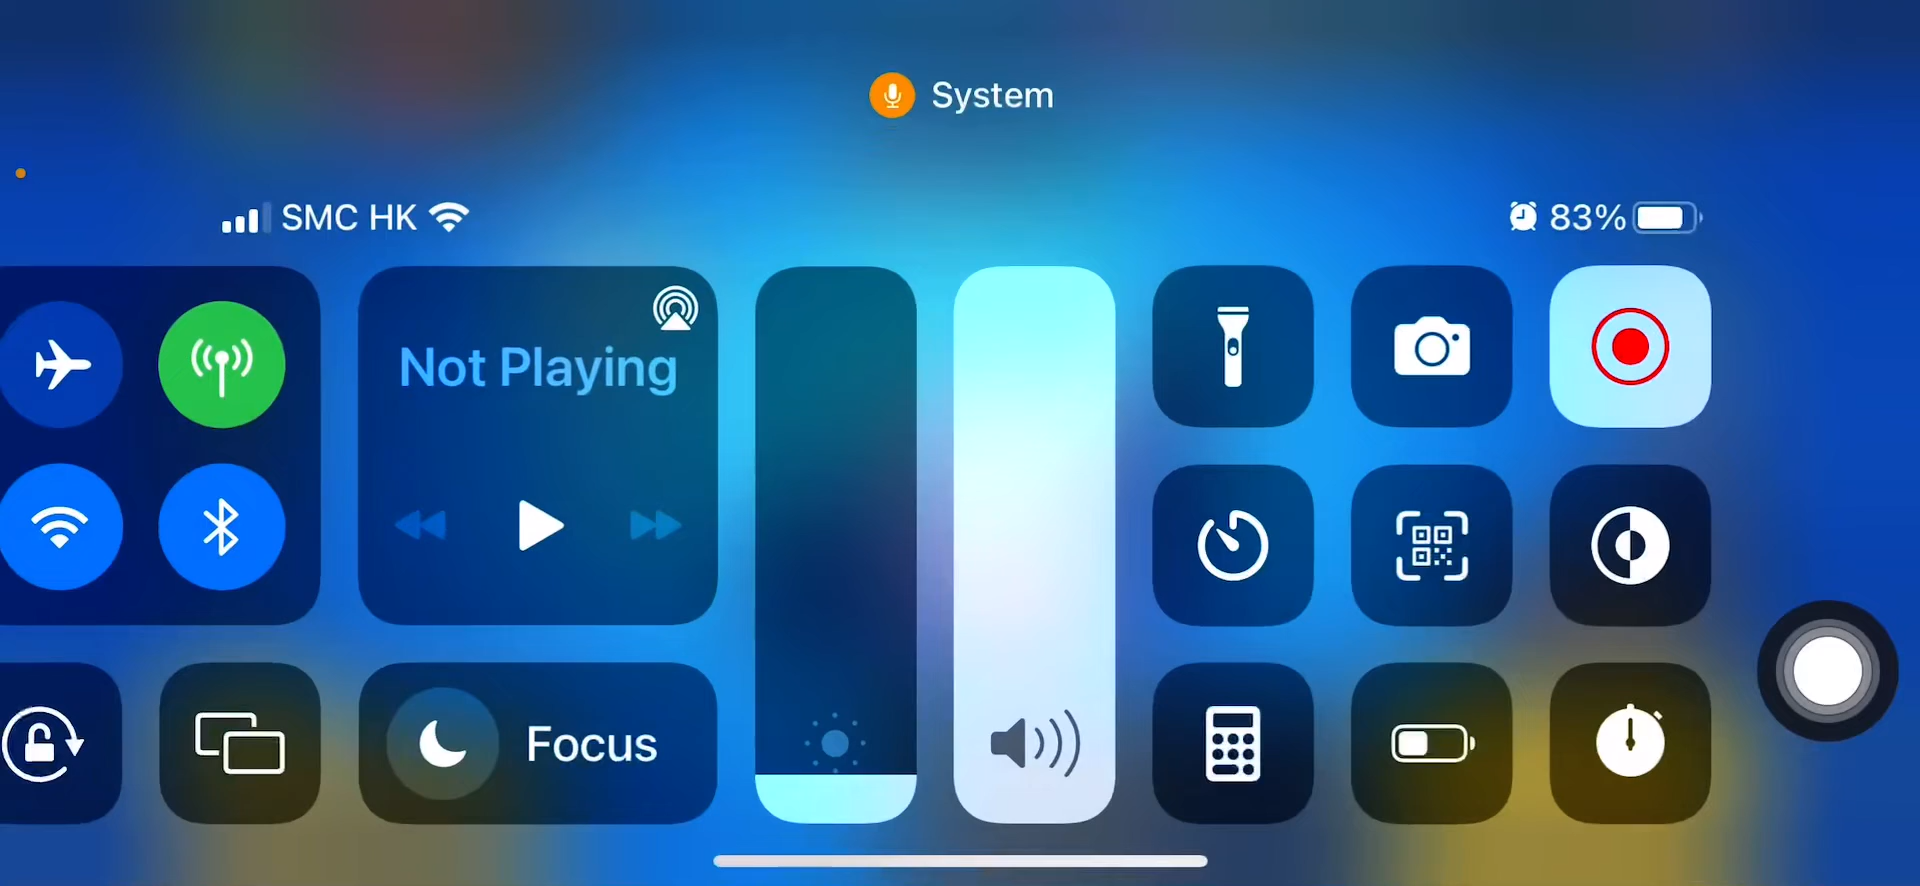 System
SMC HK
83%
Not Playing
Focus